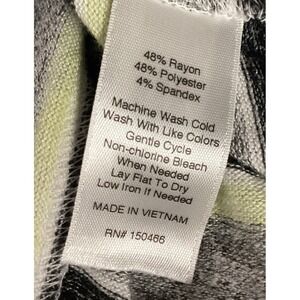 48% Rayon
48% Polyester
4% Spandex
Machine Wash Cold
Wash With Like Colors
Gentle Cycle
Non-chlorine Bleach
When Needed
Lay Flat To Dry
Low Iron If Needed
MADE IN VIETNAM
RN# 150466